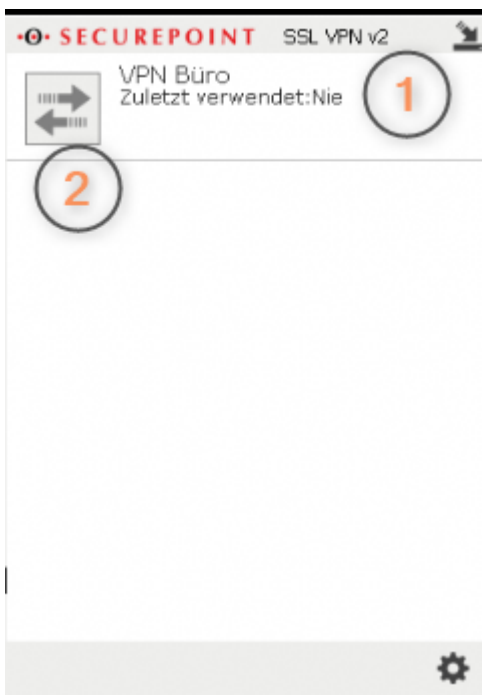 SECUREPOINT SSL VPN v2
VPN Büro
Zuletzt verwendet:Nie
1
2